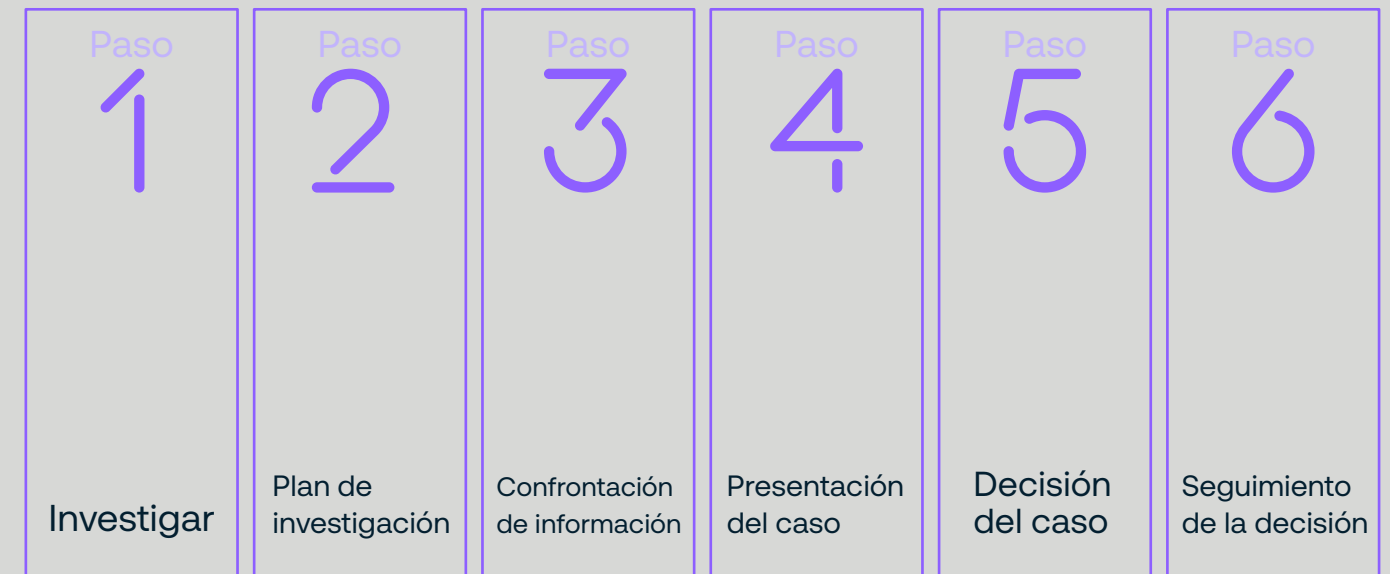 Paso
1
Investigar
Paso
2
Plan de
investigación
Paso
3
Confrontación
de información
Paso
4
Presentación
del caso
Paso
5
Decisión
del caso
Paso
6
Seguimiento
de la decisión